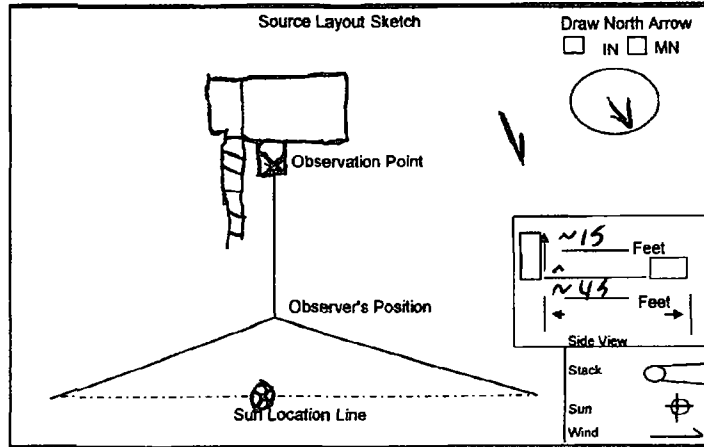 Source Layout Sketch
Draw North Arrow
IN MN
Observation Point
~15 Feet
~45 Feet
Observer's Position
Side View
Stack
Sun
Wind
Sun Location Line